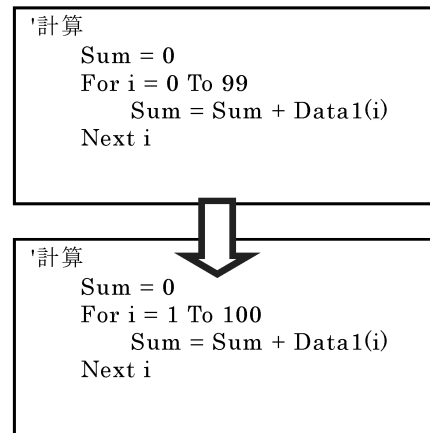 '計算
Sum = 0
For i = 0 To 99
Sum = Sum + Data1(i)
Next i
'計算
Sum = 0
For i = 1 To 100
Sum = Sum + Data1(i)
Next i